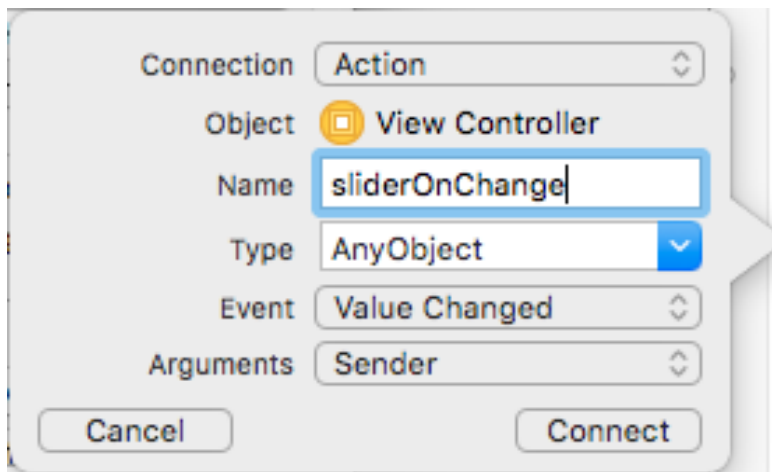 Connection Action
Object View Controller
Name sliderOnChange
Type AnyObject
Event Value Changed
Arguments Sender
Cancel Connect